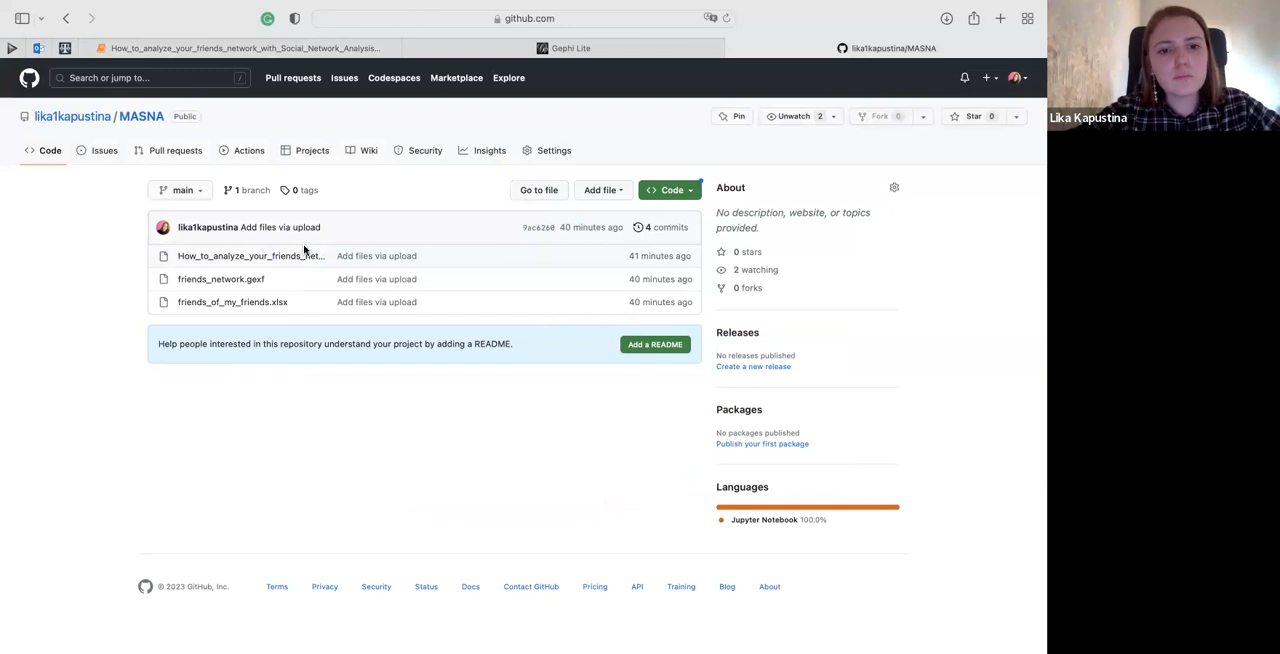 github.com
How_to_analyze_your_friends_network_with_Social_Network_Analysis...
Gephi Lite
lika1kapustina/MASNA
Search or jump to... /
Pull requests Issues Codespaces Marketplace Explore
lika1kapustina / MASNA Public
Pin Unwatch 2 Fork 0 Star 0
Code Issues Pull requests Actions Projects Wiki Security Insights Settings
main 1 branch 0 tags Go to file Add file Code
lika1kapustina Add files via upload 9ac6260 40 minutes ago 4 commits
How_to_analyze_your_friends_net... Add files via upload 41 minutes ago
friends_network.gexf Add files via upload 40 minutes ago
friends_of_my_friends.xlsx Add files via upload 40 minutes ago
Help people interested in this repository understand your project by adding a README. Add a README
About
No description, website, or topics
provided.
0 stars
2 watching
0 forks
Releases
No releases published
Create a new release
Packages
No packages published
Publish your first package
Languages
Jupyter Notebook 100.0%
© 2023 GitHub, Inc. Terms Privacy Security Status Docs Contact GitHub Pricing API Training Blog About
Lika Kapustina